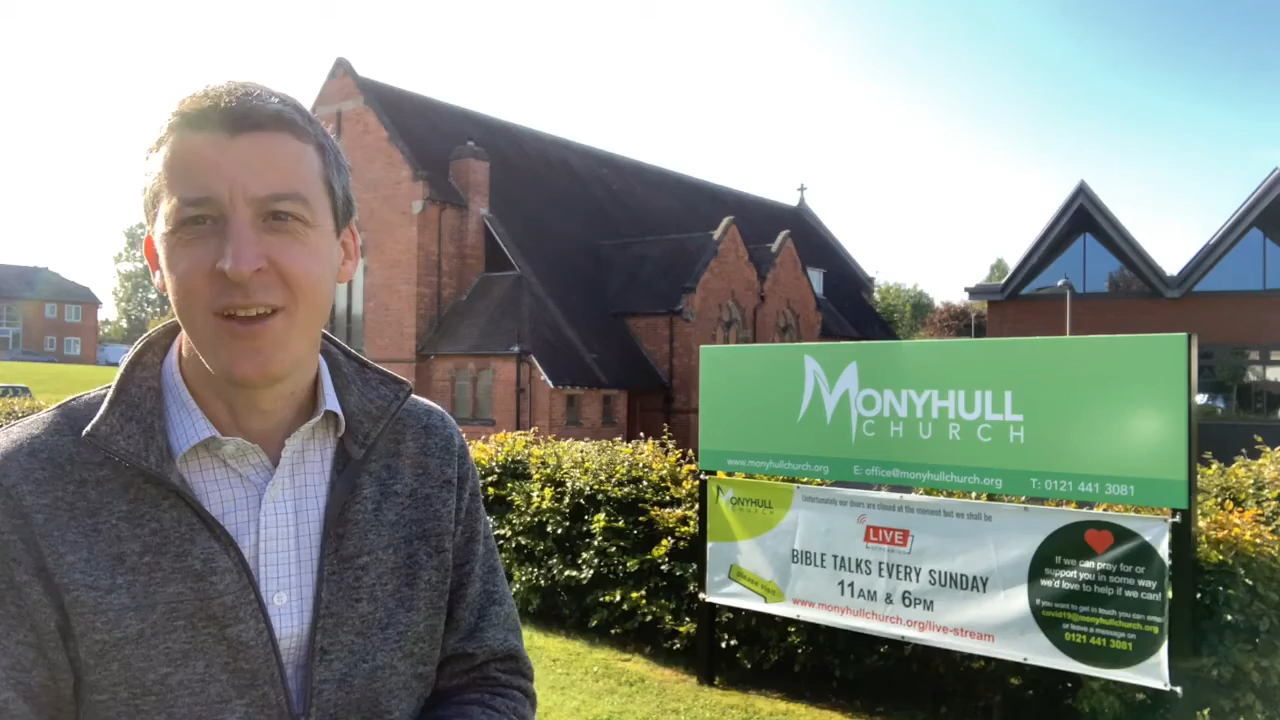 MONYHULL
CHURCH
www.monyhullchurch.org E: office@monyhullchurch.org T: 0121 441 3081
MONYHULL
CHURCH
Unfortunately our doors are closed at the moment but we shall be
LIVE
STREAMING
BIBLE TALKS EVERY SUNDAY
11AM & 6PM
please visit
www.monyhullchurch.org/live-stream
If we can pray for or
support you in some way
we'd love to help if we can!
If you want to get in touch you can email
covid19@monyhullchurch.org
or leave a message on
0121 441 3081